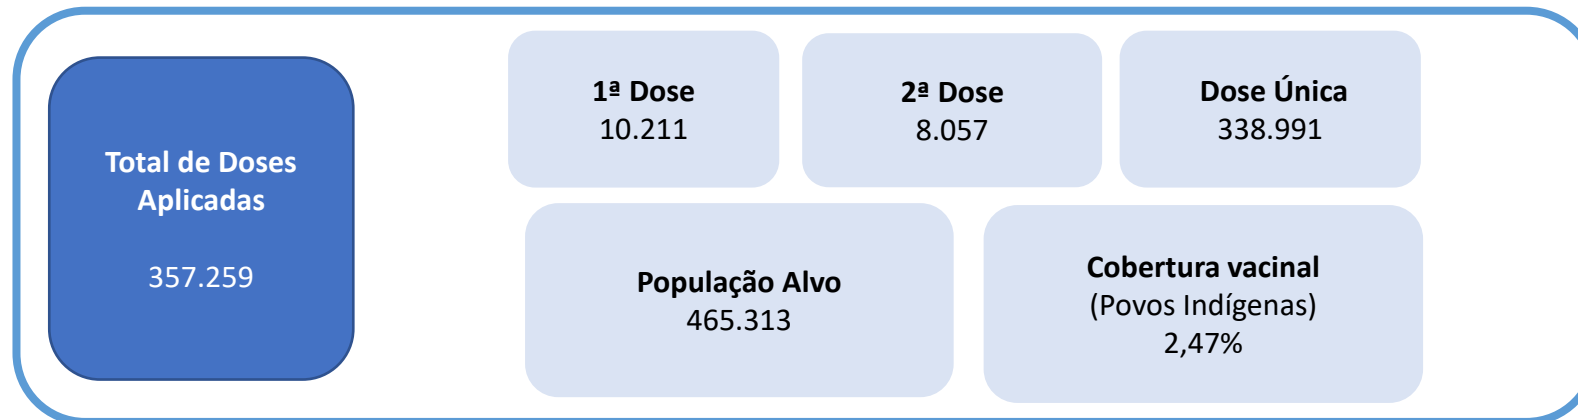 Total de Doses
Aplicadas
357.259
1ª Dose
10.211
2ª Dose
8.057
Dose Única
338.991
População Alvo
465.313
Cobertura vacinal
(Povos Indígenas)
2,47%